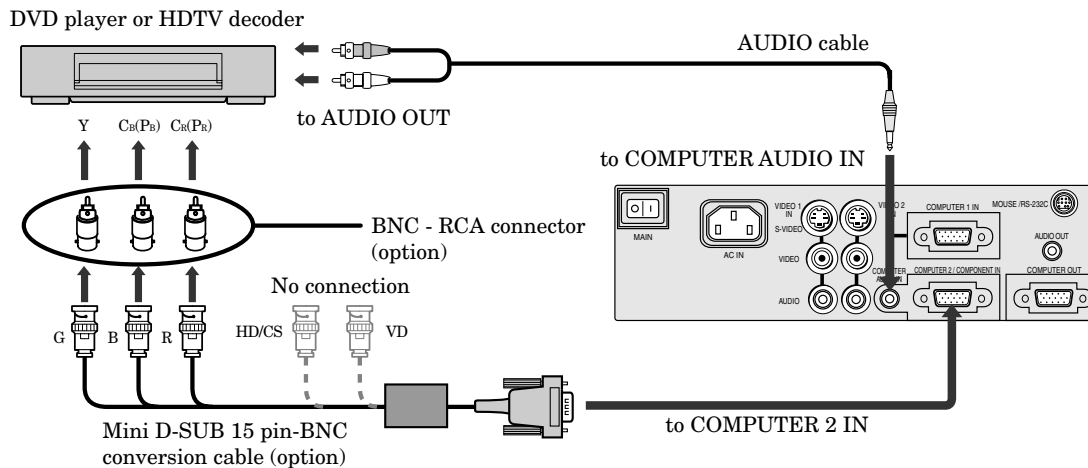 DVD player or HDTV decoder
AUDIO cable
to AUDIO OUT
Y
CB(PB)
CR(PR)
to COMPUTER AUDIO IN
BNC - RCA connector
(option)
No connection
G
B
R
HD/CS
VD
Mini D-SUB 15 pin-BNC
conversion cable (option)
to COMPUTER 2 IN
MAIN
AC IN
VIDEO 1
IN
S-VIDEO
VIDEO
AUDIO
COMPUTER 1 IN
MOUSE /RS-232C
AUDIO OUT
COMPUTER 2 / COMPONENT IN
COMPUTER OUT